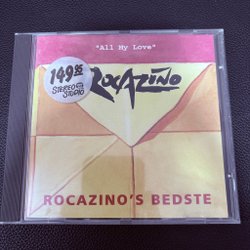 "All My Love"
149.95
STEREO
STUDIO
ROCAZINO
ROCAZINO'S BEDSTE